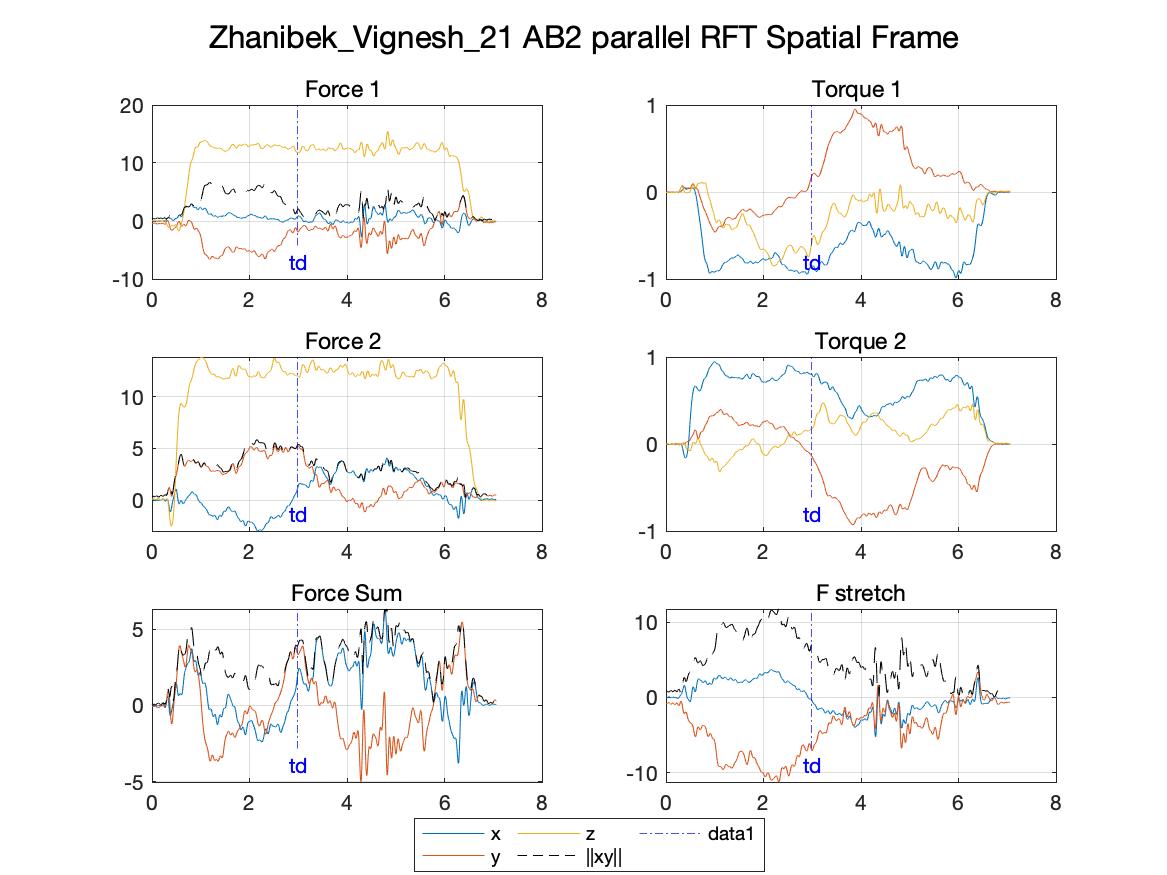 Zhanibek_Vignesh_21 AB2 parallel RFT Spatial Frame
Force 1
20
10
0
-10
td
0 2 4 6 8
Torque 1
1
0
-1
td
0 2 4 6 8
Force 2
10
5
0
td
0 2 4 6 8
Torque 2
1
0
-1
td
0 2 4 6 8
Force Sum
5
0
-5
td
0 2 4 6 8
F stretch
10
0
-10
td
0 2 4 6 8
x z data1
y ||xy||